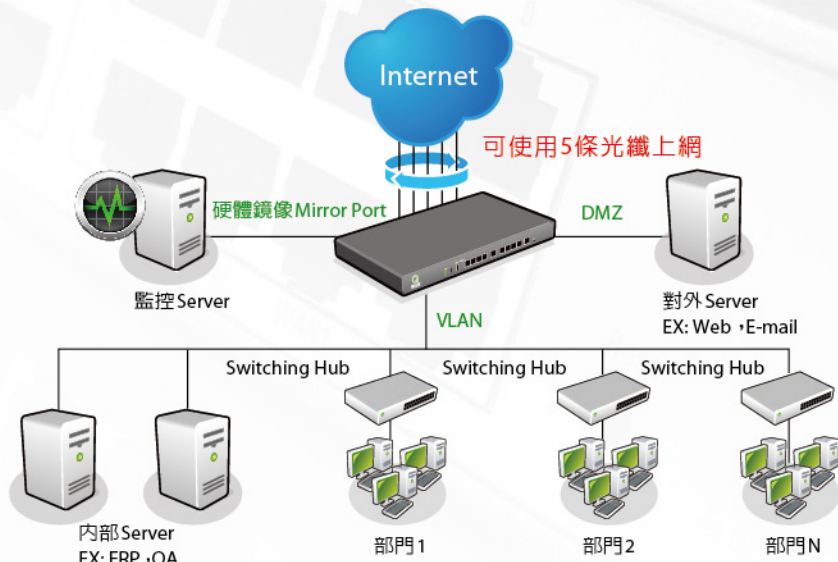 Internet
可使用5條光纖上網
硬體鏡像Mirror Port
DMZ
監控Server
對外Server
EX: Web，E-mail
VLAN
Switching Hub
Switching Hub
Switching Hub
內部Server
EX: ERP，OA
部門1
部門2
部門N